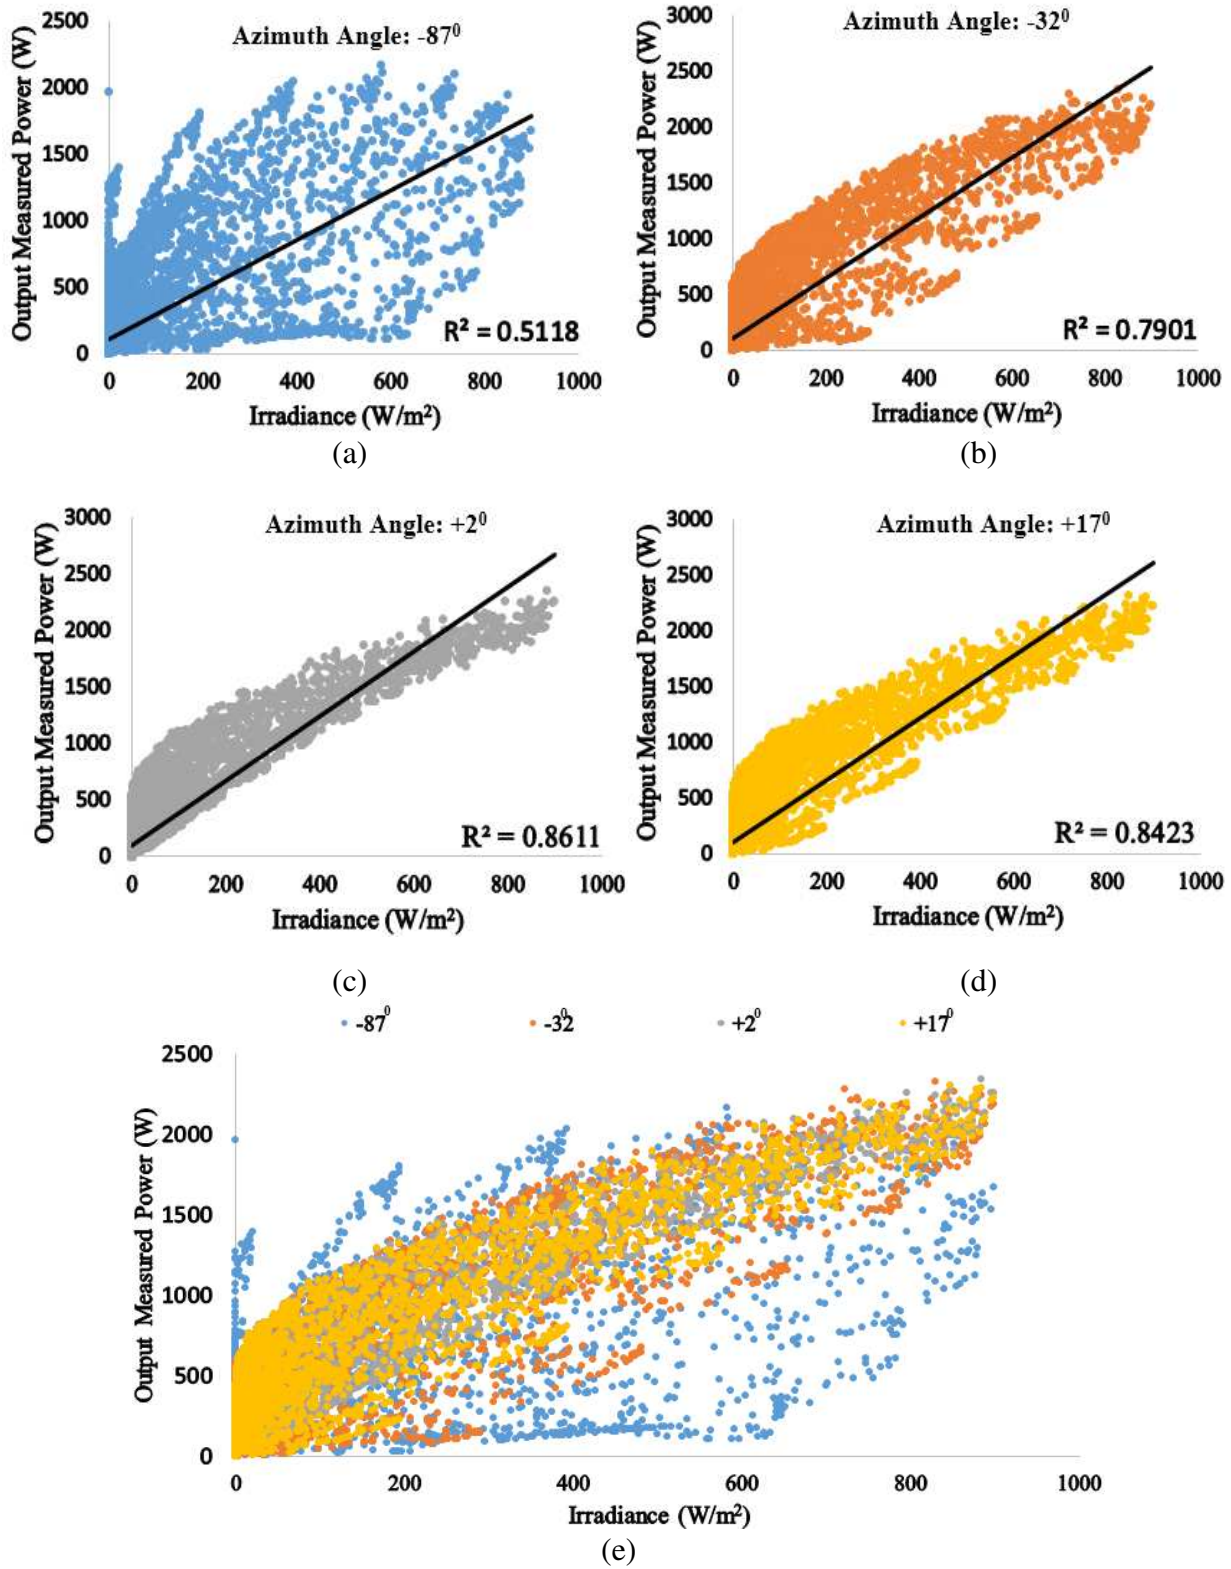 Azimuth Angle: -87⁰
Output Measured Power (W)
2500
2000
1500
1000
500
0
R² = 0.5118
0 200 400 600 800 1000
Irradiance (W/m²)
(a)
Azimuth Angle: -32⁰
Output Measured Power (W)
3000
2500
2000
1500
1000
500
0
R² = 0.7901
0 200 400 600 800 1000
Irradiance (W/m²)
(b)
Azimuth Angle: +2⁰
Output Measured Power (W)
3000
2500
2000
1500
1000
500
0
R² = 0.8611
0 200 400 600 800 1000
Irradiance (W/m²)
(c)
Azimuth Angle: +17⁰
Output Measured Power (W)
3000
2500
2000
1500
1000
500
0
R² = 0.8423
0 200 400 600 800 1000
Irradiance (W/m²)
(d)
-87⁰ -32⁰ +2⁰ +17⁰
Output Measured Power (W)
2500
2000
1500
1000
500
0
0 200 400 600 800 1000
Irradiance (W/m²)
(e)